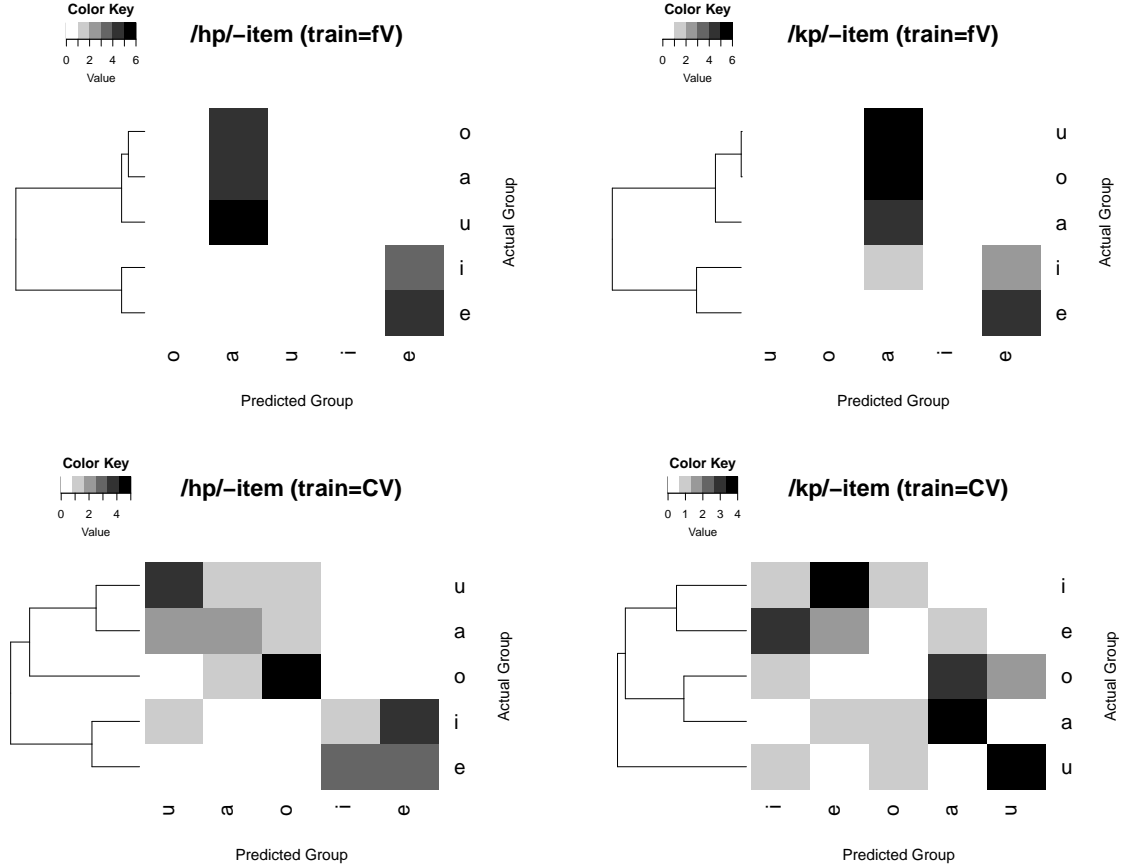 Color Key
0 2 4 6
Value
/hp/−item (train=fV)
o
a
u
i
e
Actual Group
o a u i e
Predicted Group
Color Key
0 2 4 6
Value
/kp/−item (train=fV)
u
o
a
i
e
Actual Group
u o a i e
Predicted Group
Color Key
0 2 4
Value
/hp/−item (train=CV)
u
a
o
i
e
Actual Group
u a o i e
Predicted Group
Color Key
0 1 2 3 4
Value
/kp/−item (train=CV)
i
e
o
a
u
Actual Group
i e o a u
Predicted Group